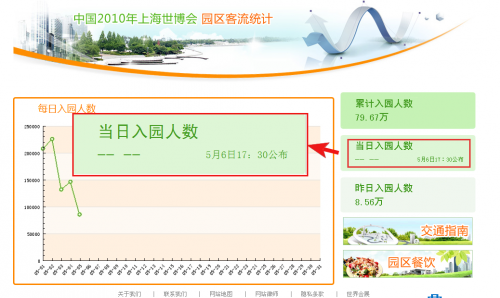 中国2010年上海世博会 园区客流统计
每日入园人数
250000
200000
150000
100000
50000
0
当日入园人数
—— ——
5月6日17：30公布
累计入园人数
79.67万
当日入园人数
—— ——
5月6日17：30公布
昨日入园人数
8.56万
交通指南
园区餐饮
关于我们 | 联系我们 | 网站地图 | 网站律师 | 隐私条款 | 世界会展